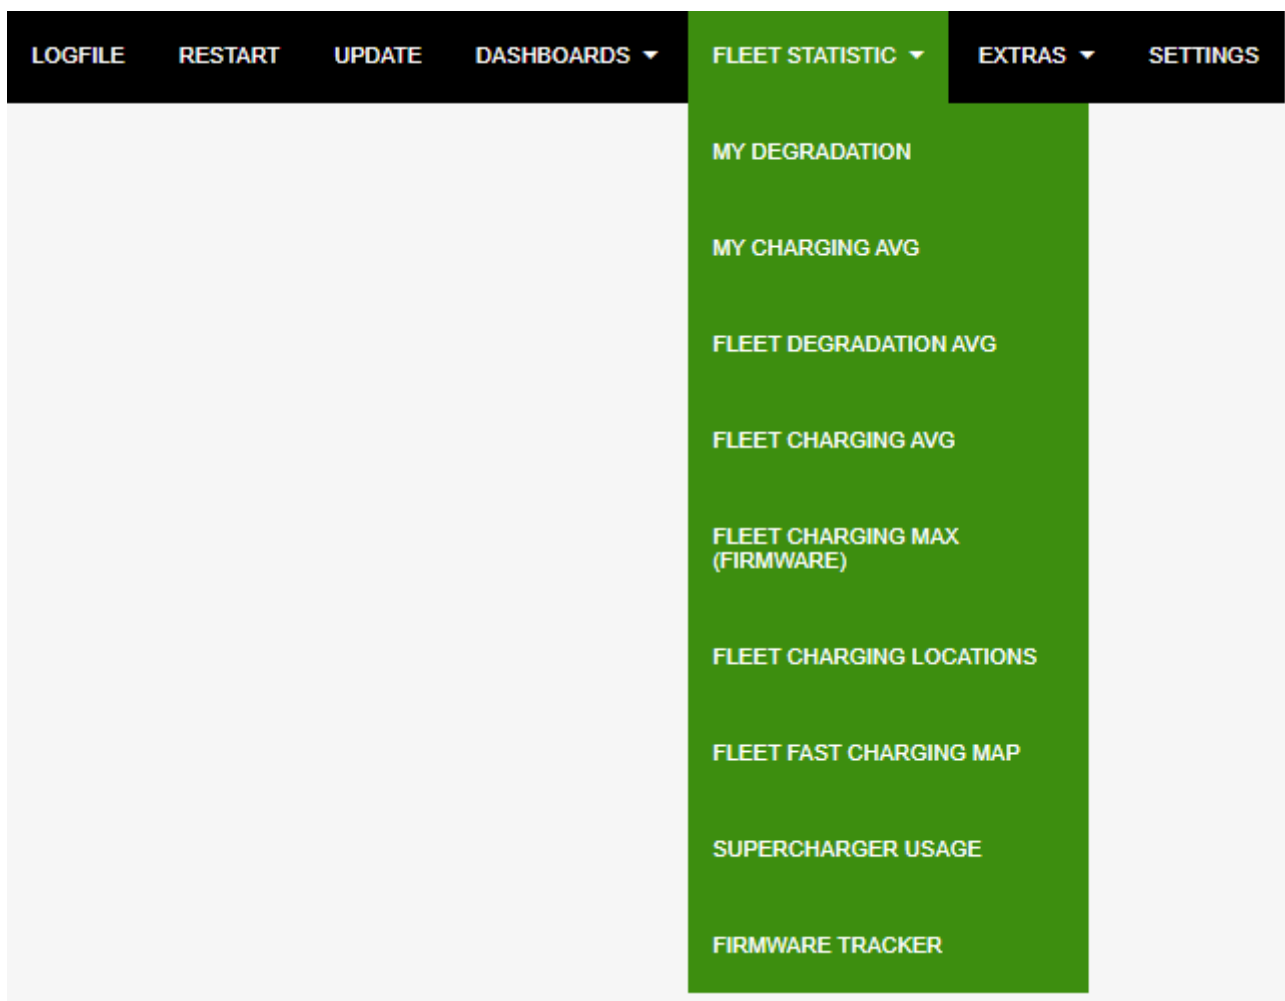 LOGFILE RESTART UPDATE DASHBOARDS FLEET STATISTIC EXTRAS SETTINGS
MY DEGRADATION
MY CHARGING AVG
FLEET DEGRADATION AVG
FLEET CHARGING AVG
FLEET CHARGING MAX
(FIRMWARE)
FLEET CHARGING LOCATIONS
FLEET FAST CHARGING MAP
SUPERCHARGER USAGE
FIRMWARE TRACKER